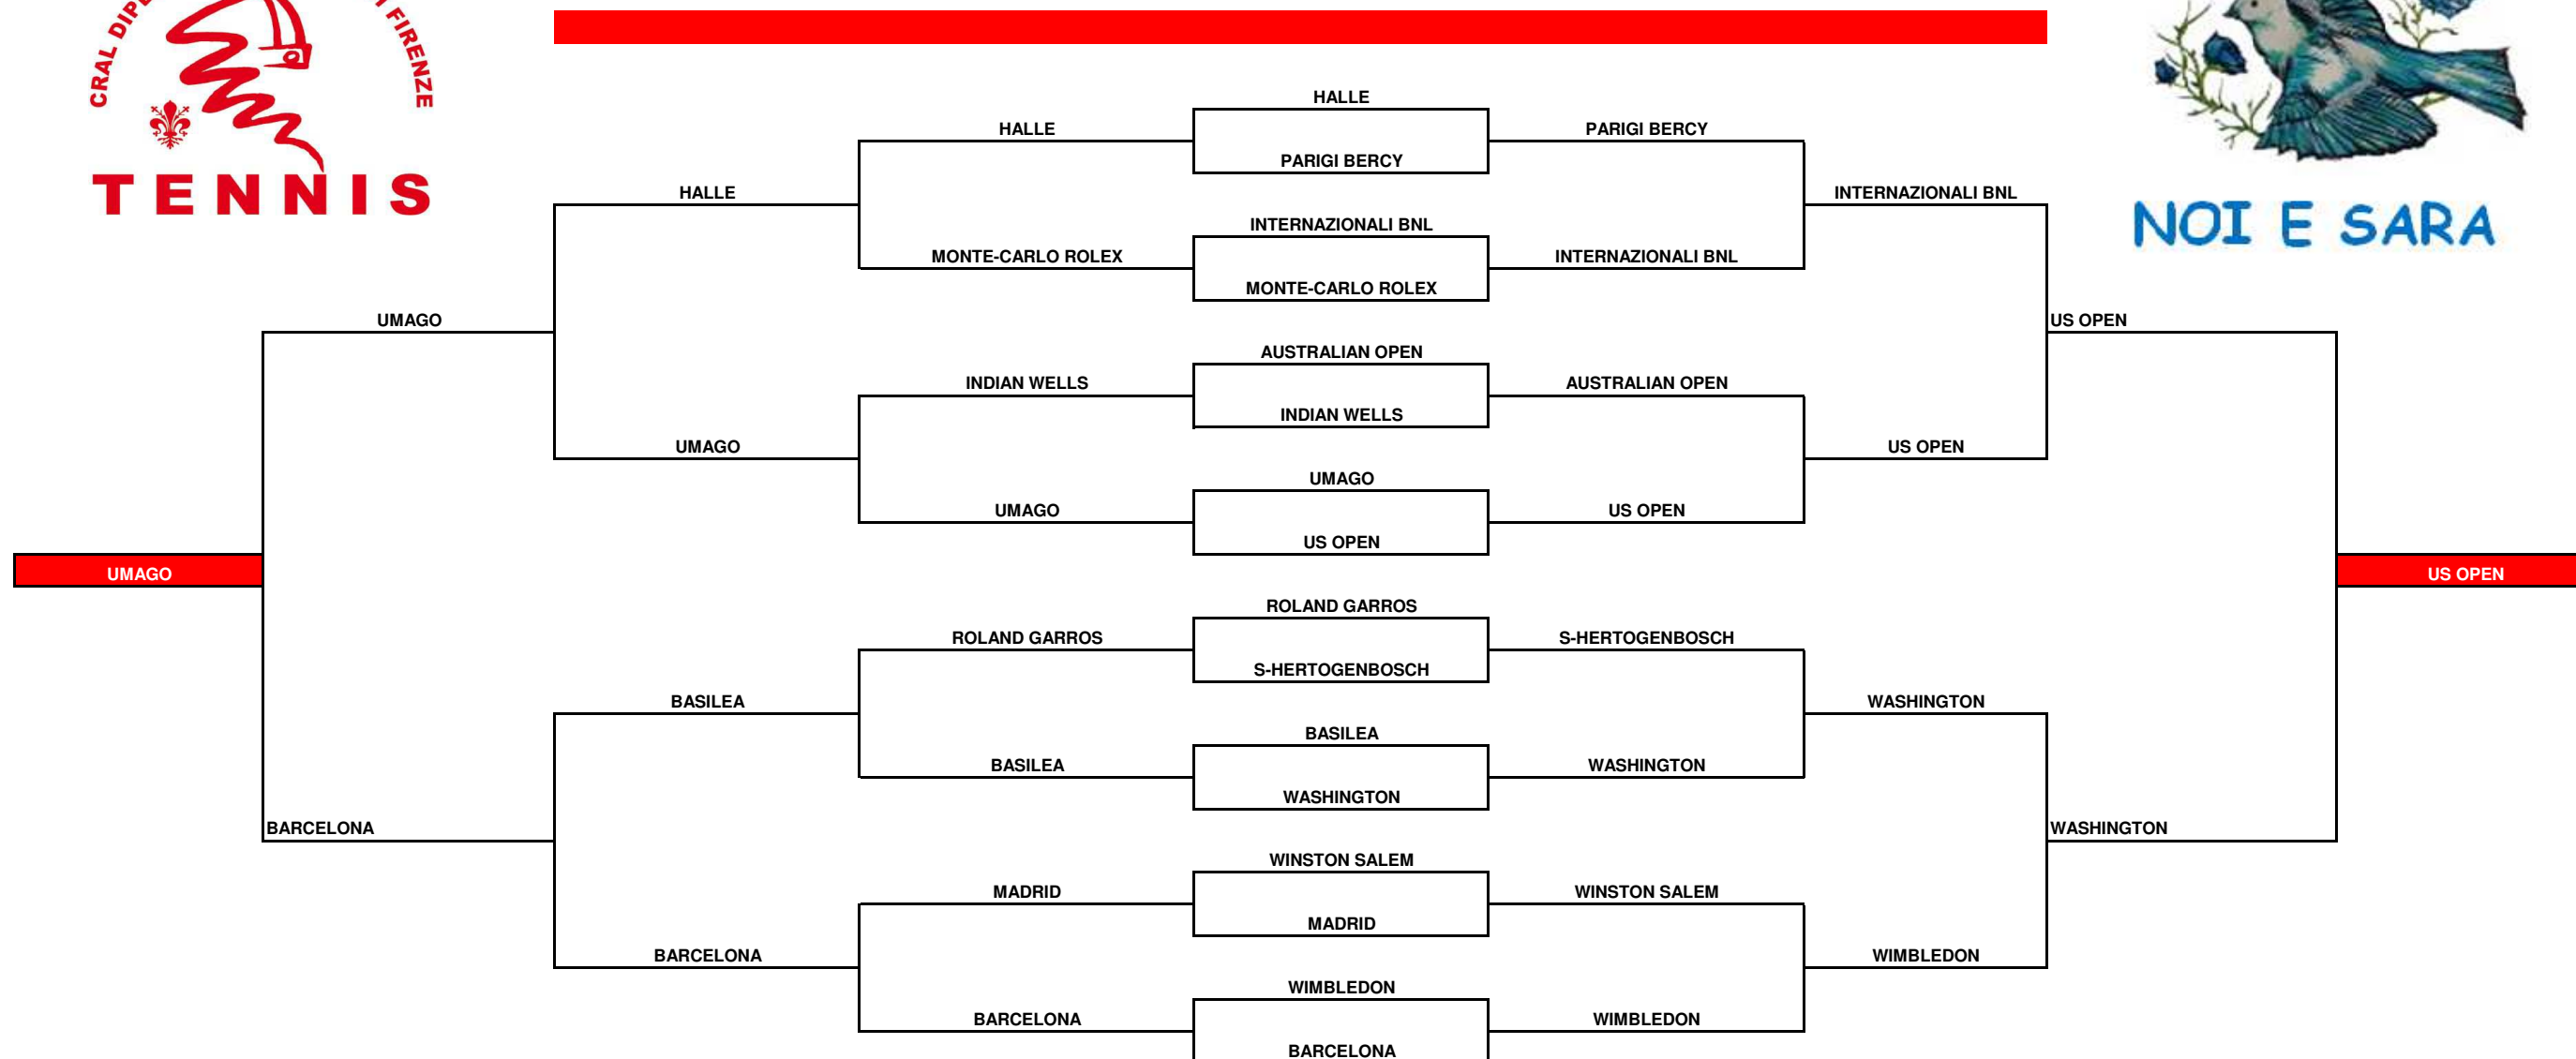 CRAL DIPE
I FIRENZE
TENNIS
NOI E SARA
HALLE
HALLE
PARIGI BERCY
PARIGI BERCY
HALLE
INTERNAZIONALI BNL
INTERNAZIONALI BNL
MONTE-CARLO ROLEX
INTERNAZIONALI BNL
MONTE-CARLO ROLEX
UMAGO
US OPEN
AUSTRALIAN OPEN
INDIAN WELLS
AUSTRALIAN OPEN
INDIAN WELLS
UMAGO
US OPEN
UMAGO
UMAGO
US OPEN
US OPEN
UMAGO
US OPEN
ROLAND GARROS
ROLAND GARROS
S-HERTOGENBOSCH
S-HERTOGENBOSCH
BASILEA
WASHINGTON
BASILEA
BASILEA
WASHINGTON
WASHINGTON
BARCELONA
WASHINGTON
WINSTON SALEM
MADRID
WINSTON SALEM
MADRID
BARCELONA
WIMBLEDON
WIMBLEDON
BARCELONA
WIMBLEDON
BARCELONA